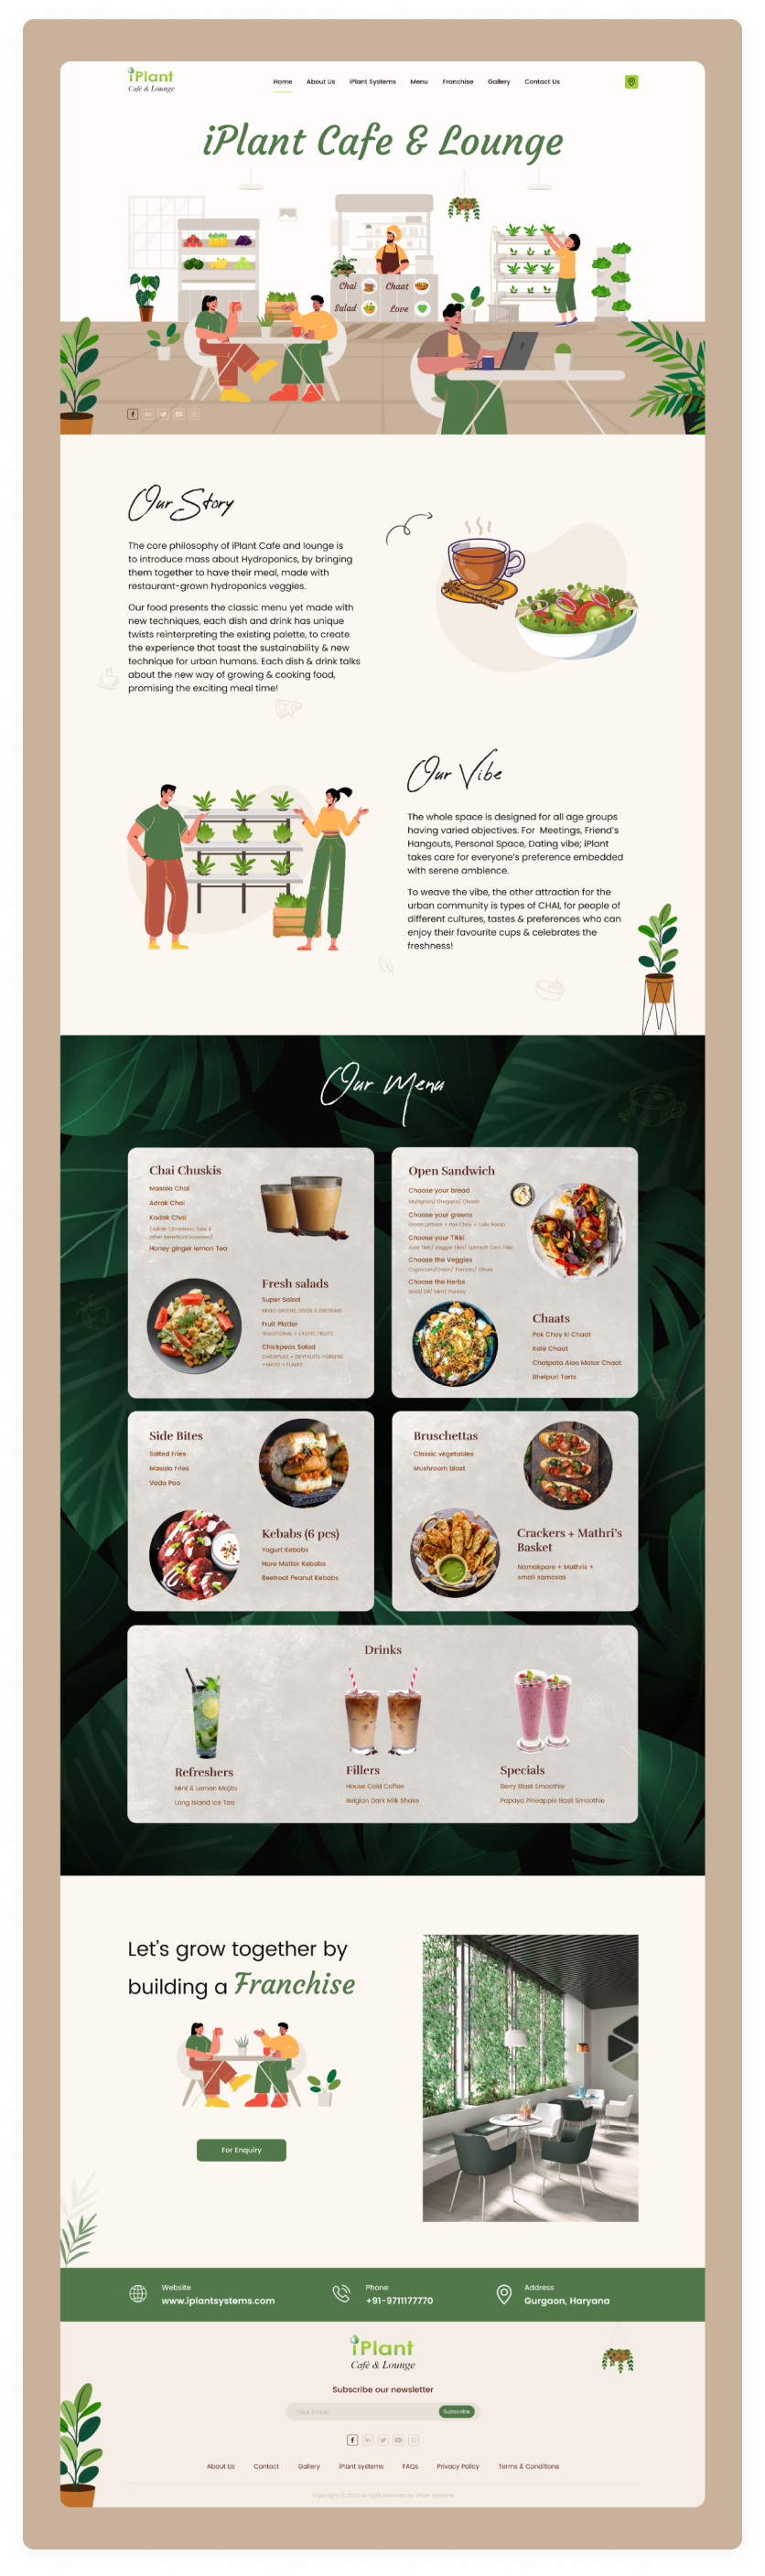 iPlant
Café & Lounge
Home About Us iPlant Systems Menu Franchise Gallery Contact Us
iPlant Cafe & Lounge
Chai Chaat
Salad Love
Our Story
The core philosophy of iPlant Cafe and lounge is
to introduce mass about Hydroponics, by bringing
them together to have their meal, made with
restaurant-grown hydroponics veggies.
Our food presents the classic menu yet made with
new techniques, each dish and drink has unique
twists reinterpreting the existing palette, to create
the experience that toast the sustainability & new
technique for urban humans. Each dish & drink talks
about the new way of growing & cooking food,
promising the exciting meal time!
Our Vibe
The whole space is designed for all age groups
having varied objectives. For Meetings, Friend's
Hangouts, Personal Space, Dating vibe; iPlant
takes care for everyone's preference embedded
with serene ambience.
To weave the vibe, the other attraction for the
urban community is types of CHAI, for people of
different cultures, tastes & preferences who can
enjoy their favourite cups & celebrates the
freshness!
Our Menu
Chai Chuskis
Masala Chai
Adrak Chai
Kadak Chai
other beneficial boosters)
Honey ginger lemon Tea
Fresh salads
Super Salad
MIXED GREENS, SEEDS & DRESSING
Fruit Platter
TRADITIONAL + EXOTIC FRUITS
Chickpeas Salad
CHICKPEAS + DRYFRUITS +GREENS
+MAYO + FLAKES
Open Sandwich
Choose your bread
Multigrain/ Oregano/ Classic
Choose your greens
Green Lettuce + Pok Choy + Lollo Rosso
Choose your Tikki
Aloo Tikki/ Veggie Tikki/ Spinach Corn Tikki
Choose the Veggies
Capsicum/Onion/ Tomato/ Olives
Choose the Herbs
Basil/ Dil/ Mint/ Parsley
Chaats
Pok Choy ki Chaat
Kale Chaat
Chatpata Aloo Matar Chaat
Bhelpuri Tarts
Side Bites
Salted Fries
Masala Fries
Vada Pao
Kebabs (6 pcs)
Yogurt Kebabs
Hare Mattar Kebabs
Beetroot Peanut Kebabs
Bruschettas
Classic vegetables
Mushroom blast
Crackers + Mathri's
Basket
Namakpare + Mathris +
small samosas
Drinks
Refreshers
Mint & Lemon Mojito
Long Island Ice Tea
Fillers
House Cold Coffee
Belgian Dark Milk Shake
Specials
Berry Blast Smoothie
Papaya Pineapple Basil Smoothie
Let's grow together by
building a Franchise
For Enquiry
Website
www.iplantsystems.com
Phone
+91-9711177770
Address
Gurgaon, Haryana
iPlant
Café & Lounge
Subscribe our newsletter
Your Email Subscribe
About Us Contact Gallery iPlant systems FAQs Privacy Policy Terms & Conditions
Copyright © 2022 all right reserved by iPlant systems